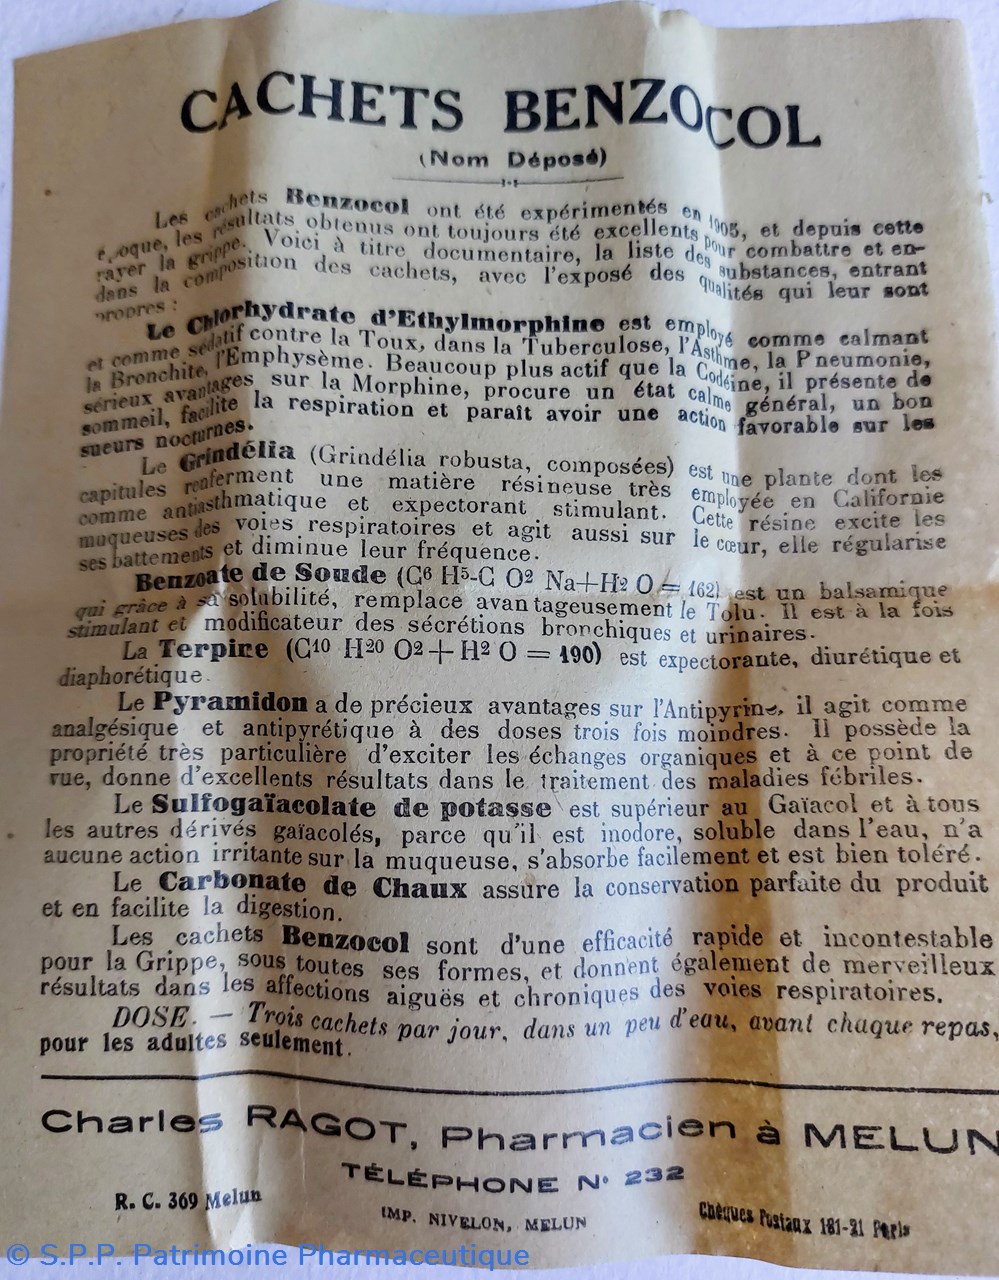 CACHETS BENZOCOL
(Nom Déposé)
Les cachets Benzocol ont été expérimentés en 1905, et depuis cette
époque, les résultats obtenus ont toujours été excellents pour combattre et en-
rayer la grippe. Voici à titre documentaire, la liste des substances, entrant
dans la composition des cachets, avec l'exposé des qualités qui leur sont
propres :
Le Chlorhydrate d'Ethylmorphine est employé comme calmant
et comme sédatif contre la Toux, dans la Tuberculose, l'Asthme, la Pneumonie,
la Bronchite, l'Emphysème. Beaucoup plus actif que la Codéine, il présente de
sérieux avantages sur la Morphine, procure un état calme général, un bon
sommeil, facilite la respiration et paraît avoir une action favorable sur les
sueurs nocturnes.
Le Grindélia (Grindélia robusta, composées) est une plante dont les
capitules renferment une matière résineuse très employée en Californie
comme antiasthmatique et expectorant stimulant. Cette résine excite les
muqueuses des voies respiratoires et agit aussi sur le cœur, elle régularise
ses battements et diminue leur fréquence.
Benzoate de Soude (C6 H5-C O2 Na+H2 O = 162) est un balsamique
qui grâce à sa solubilité, remplace avantageusement le Tolu. Il est à la fois
stimulant et modificateur des sécrétions bronchiques et urinaires.
La Terpine (C10 H20 O2 + H2 O = 190) est expectorante, diurétique et
diaphorétique.
Le Pyramidon a de précieux avantages sur l'Antipyrine, il agit comme
analgésique et antipyrétique à des doses trois fois moindres. Il possède la
propriété très particulière d'exciter les échanges organiques et à ce point de
vue, donne d'excellents résultats dans le traitement des maladies fébriles.
Le Sulfogaïacolate de potasse est supérieur au Gaïacol et à tous
les autres dérivés gaïacolés, parce qu'il est inodore, soluble dans l'eau, n'a
aucune action irritante sur la muqueuse, s'absorbe facilement et est bien toléré.
Le Carbonate de Chaux assure la conservation parfaite du produit
et en facilite la digestion.
Les cachets Benzocol sont d'une efficacité rapide et incontestable
pour la Grippe, sous toutes ses formes, et donnent également de merveilleux
résultats dans les affections aiguës et chroniques des voies respiratoires.
DOSE. — Trois cachets par jour, dans un peu d'eau, avant chaque repas,
pour les adultes seulement.
Charles RAGOT, Pharmacien à MELUN
TÉLÉPHONE N° 232
R. C. 369 Melun
IMP. NIVELON, MELUN
Chèques Postaux 181-21 Paris
© S.P.P. Patrimoine Pharmaceutique